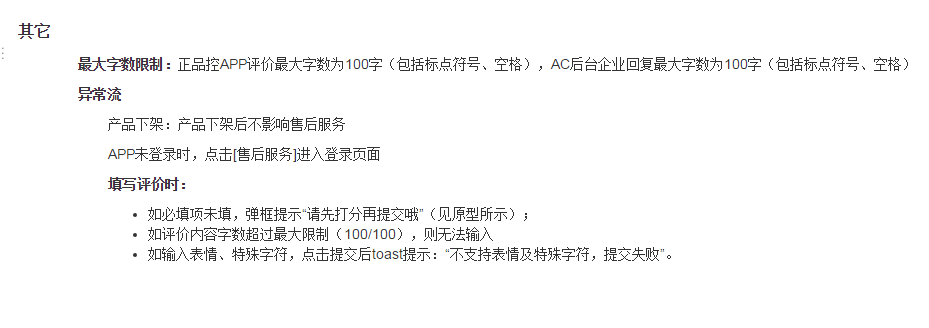 其它
最大字数限制：正品控APP评价最大字数为100字（包括标点符号、空格），AC后台企业回复最大字数为100字（包括标点符号、空格）
异常流
产品下架：产品下架后不影响售后服务
APP未登录时，点击[售后服务]进入登录页面
填写评价时：
• 如必填项未填，弹框提示“请先打分再提交哦”（见原型所示）；
• 如评价内容字数超过最大限制（100/100），则无法输入
• 如输入表情、特殊字符，点击提交后toast提示：“不支持表情及特殊字符，提交失败”。